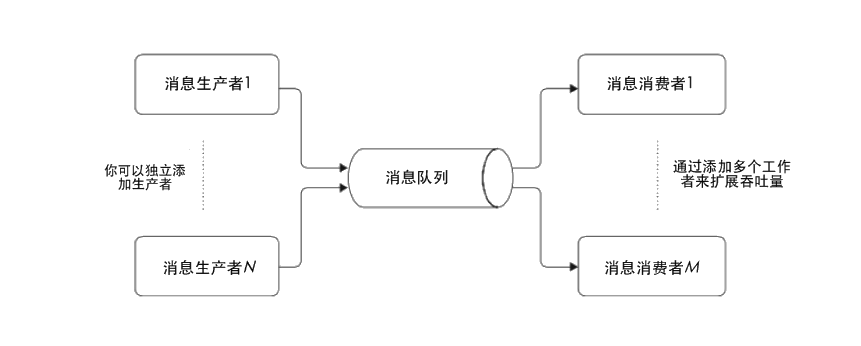 消息生产者1
消息消费者1
你可以独立添
加生产者
消息队列
通过添加多个工作
者来扩展吞吐量
消息生产者N
消息消费者M